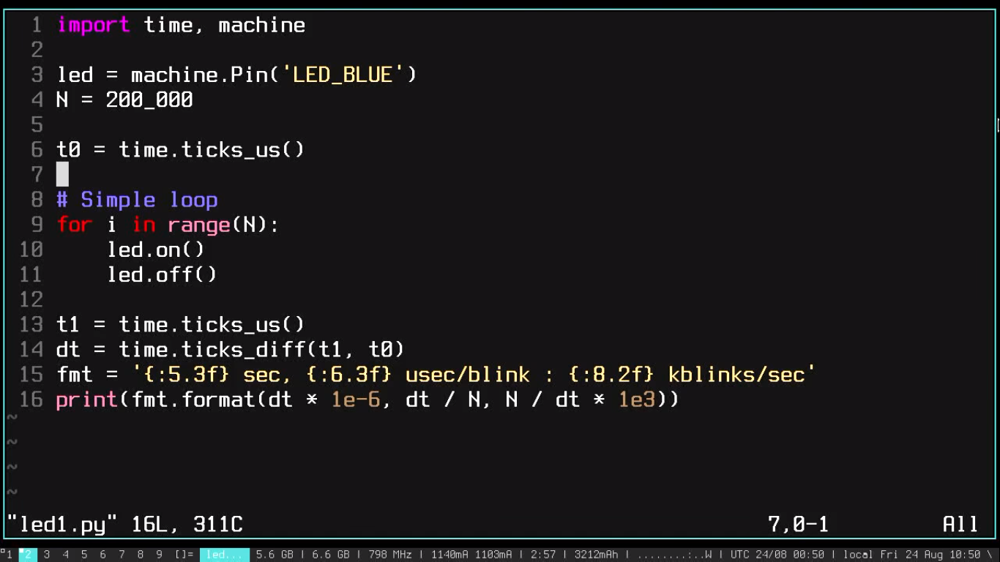 1 import time, machine
2
3 led = machine.Pin('LED_BLUE')
4 N = 200_000
5
6 t0 = time.ticks_us()
7
8 # Simple loop
9 for i in range(N):
10     led.on()
11     led.off()
12
13 t1 = time.ticks_us()
14 dt = time.ticks_diff(t1, t0)
15 fmt = '{:5.3f} sec, {:6.3f} usec/blink : {:8.2f} kblinks/sec'
16 print(fmt.format(dt * 1e-6, dt / N, N / dt * 1e3))
~
~
~
~
"led1.py" 16L, 311C 7,0-1 All
1 2 3 4 5 6 7 8 9 []= led... 5.6 GB | 6.6 GB | 798 MHz | 1140mA 1103mA | 2:57 | 3212mAh | ........:..W | UTC 24/08 00:50 | local Fri 24 Aug 10:50 \